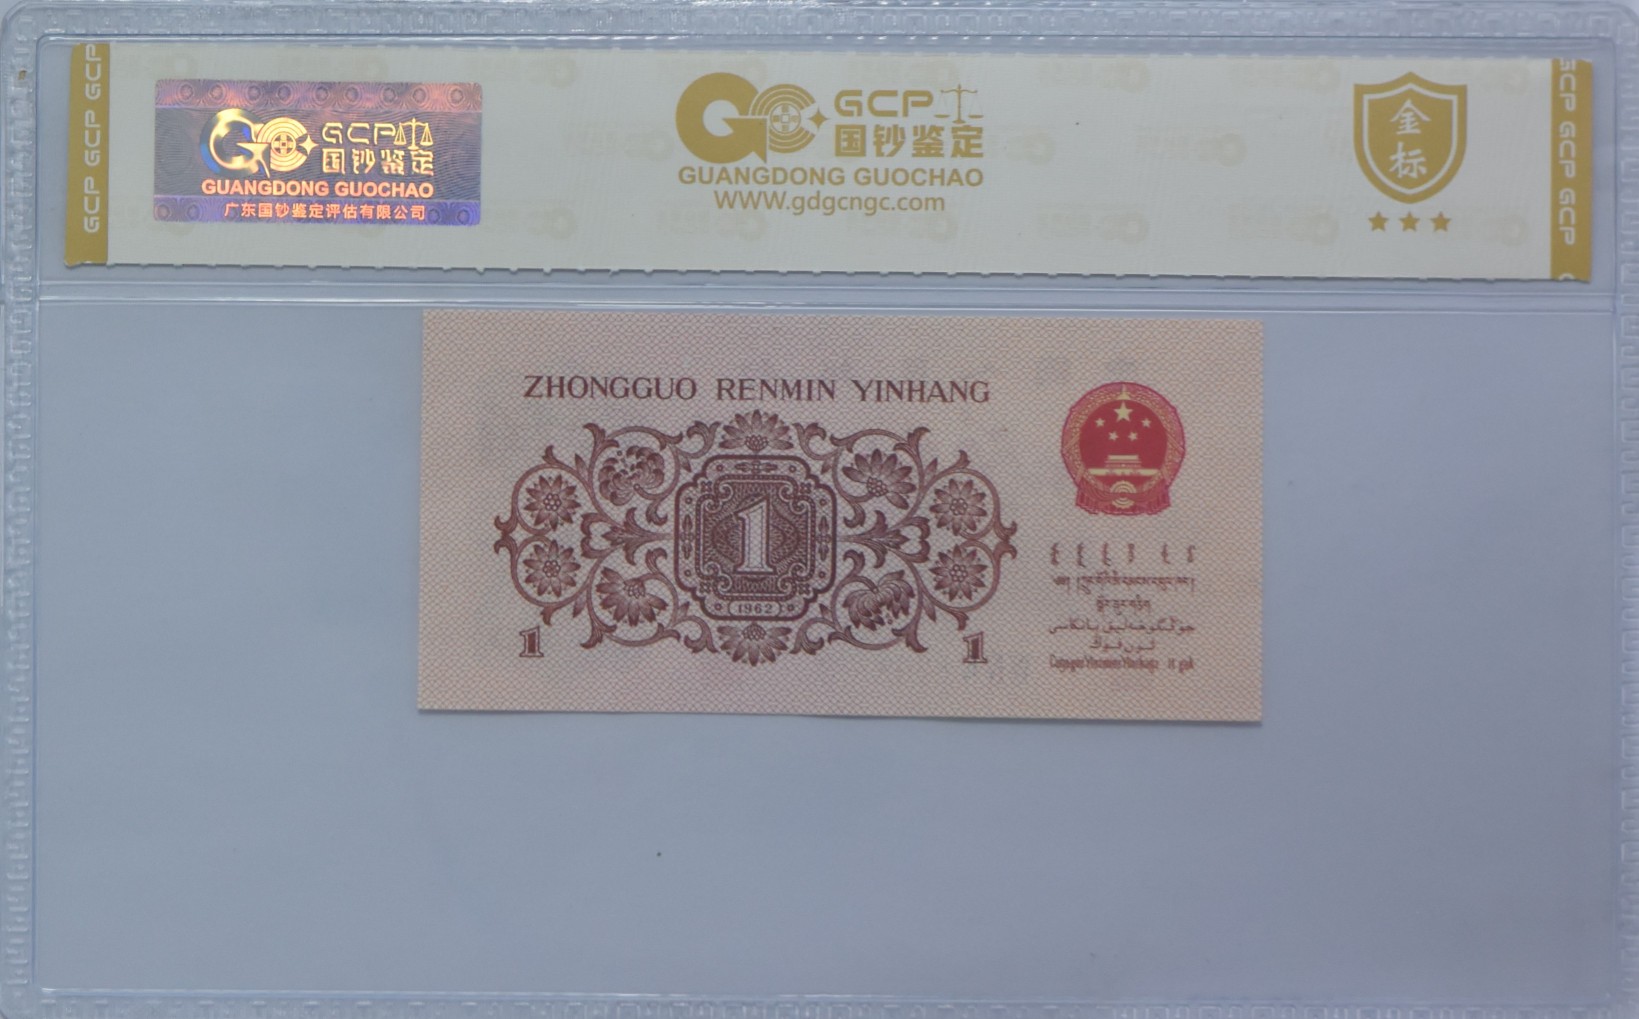 GCP GCP GCP
GCP
国钞鉴定
GUANGDONG GUOCHAO
广东国钞鉴定评估有限公司
GCP
国钞鉴定
GUANGDONG GUOCHAO
WWW.gdgcngc.com
金
标
GCP GCP GCP
ZHONGGUO RENMIN YINHANG
1
1962
1
1